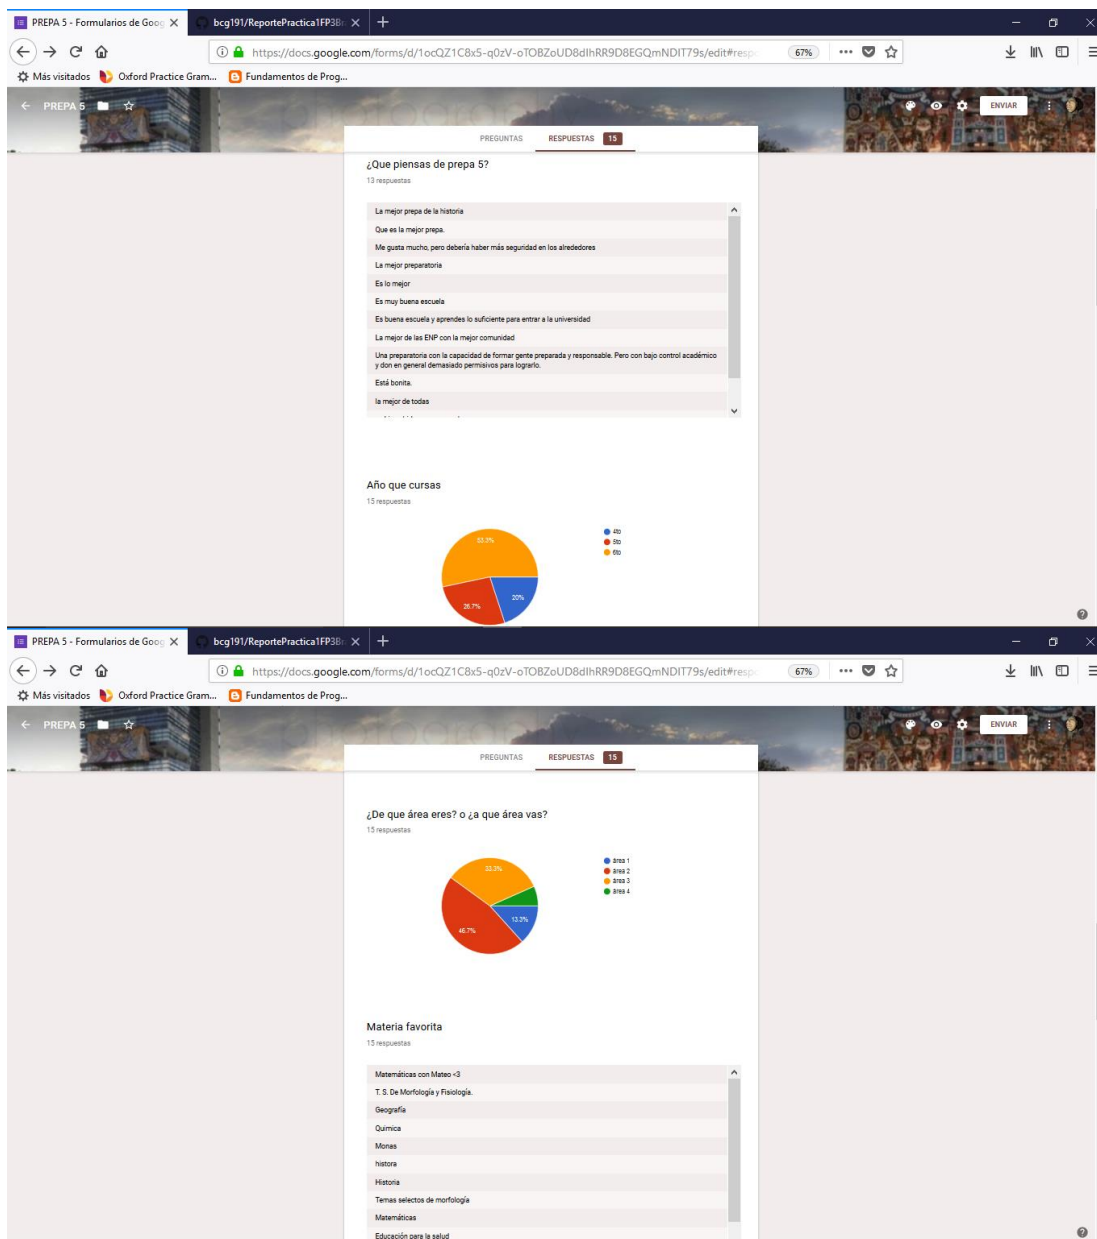 PREPA 5 - Formularios de Goog
bcg191/ReportePractica1FP3Br
https://docs.google.com/forms/d/1ocQZ1C8x5-q0zV-oTOBZoUD8dIhRR9D8EGQmNDIT79s/edit#resp
67%
Más visitados
Oxford Practice Gram...
Fundamentos de Prog...
PREPA 5
ENVIAR
PREGUNTAS
RESPUESTAS
15
¿Que piensas de prepa 5?
13 respuestas
La mejor prepa de la historia
Que es la mejor prepa.
Me gusta mucho, pero debería haber más seguridad en los alrededores
La mejor preparatoria
Es lo mejor
Es muy buena escuela
Es buena escuela y aprendes lo suficiente para entrar a la universidad
La mejor de las ENP con la mejor comunidad
Una preparatoria con la capacidad de formar gente preparada y responsable. Pero con bajo control académico
y don en general demasiado permisivos para lograrlo.
Está bonita.
la mejor de todas
Año que cursas
15 respuestas
53.3%
26.7%
20%
4to
5to
6to
PREPA 5 - Formularios de Goog
bcg191/ReportePractica1FP3Br
https://docs.google.com/forms/d/1ocQZ1C8x5-q0zV-oTOBZoUD8dIhRR9D8EGQmNDIT79s/edit#resp
67%
Más visitados
Oxford Practice Gram...
Fundamentos de Prog...
PREPA 5
ENVIAR
PREGUNTAS
RESPUESTAS
15
¿De que área eres? o ¿a que área vas?
15 respuestas
33.3%
13.3%
46.7%
área 1
área 2
área 3
área 4
Materia favorita
15 respuestas
Matemáticas con Mateo <3
T. S. De Morfología y Fisiología.
Geografía
Quimica
Monas
histora
Historia
Temas selectos de morfología
Matemáticas
Educación para la salud